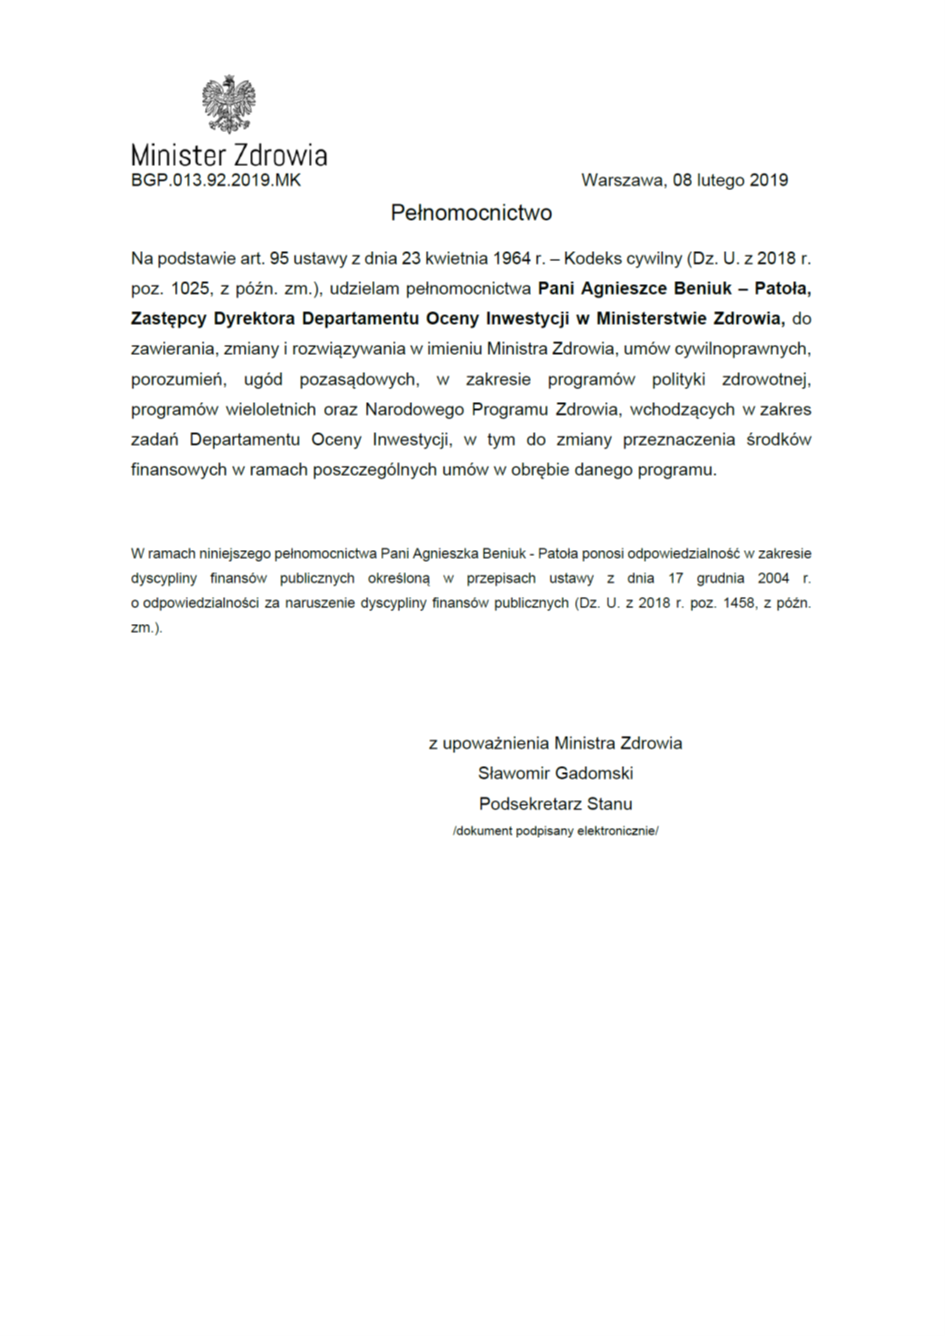 Minister Zdrowia
BGP.013.92.2019.MK Warszawa, 08 lutego 2019
Pełnomocnictwo
Na podstawie art. 95 ustawy z dnia 23 kwietnia 1964 r. – Kodeks cywilny (Dz. U. z 2018 r.
poz. 1025, z późn. zm.), udzielam pełnomocnictwa Pani Agnieszce Beniuk – Patoła,
Zastępcy Dyrektora Departamentu Oceny Inwestycji w Ministerstwie Zdrowia, do
zawierania, zmiany i rozwiązywania w imieniu Ministra Zdrowia, umów cywilnoprawnych,
porozumień, ugód pozasądowych, w zakresie programów polityki zdrowotnej,
programów wieloletnich oraz Narodowego Programu Zdrowia, wchodzących w zakres
zadań Departamentu Oceny Inwestycji, w tym do zmiany przeznaczenia środków
finansowych w ramach poszczególnych umów w obrębie danego programu.
W ramach niniejszego pełnomocnictwa Pani Agnieszka Beniuk - Patoła ponosi odpowiedzialność w zakresie
dyscypliny finansów publicznych określoną w przepisach ustawy z dnia 17 grudnia 2004 r.
o odpowiedzialności za naruszenie dyscypliny finansów publicznych (Dz. U. z 2018 r. poz. 1458, z późn.
zm.).
z upoważnienia Ministra Zdrowia
Sławomir Gadomski
Podsekretarz Stanu
/dokument podpisany elektronicznie/